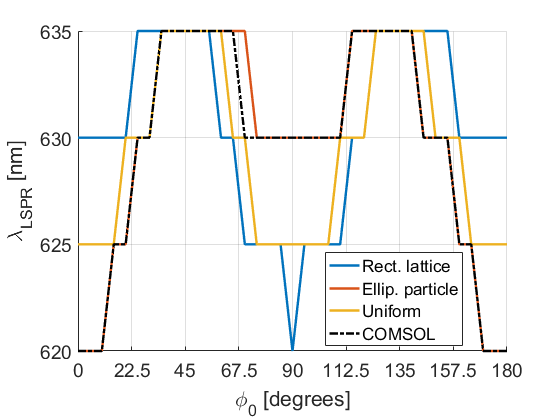 635
630
625
620
λLSPR [nm]
0
22.5
45
67.5
90
112.5
135
157.5
180
ϕ0 [degrees]
Rect. lattice
Ellip. particle
Uniform
COMSOL